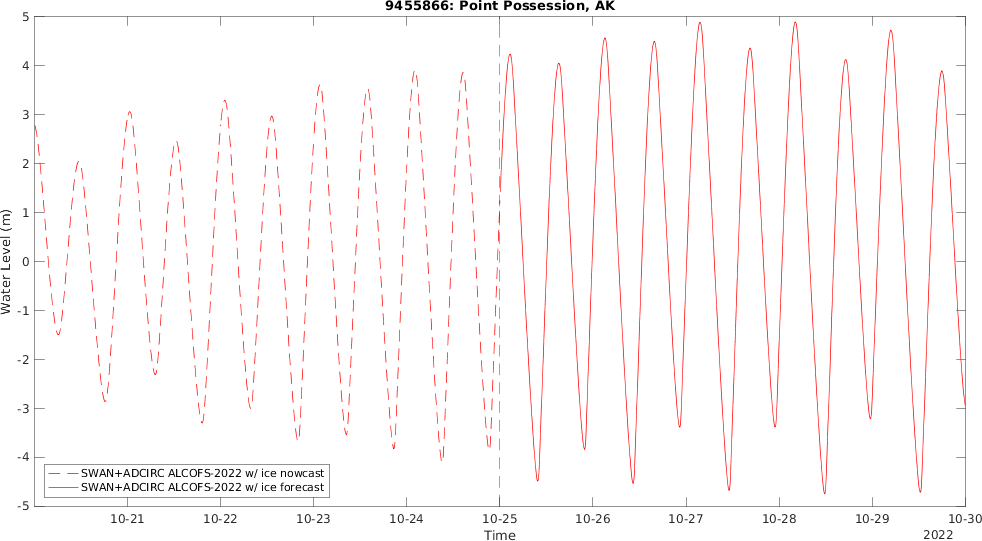 9455866: Point Possession, AK
5
4
3
2
1
0
-1
-2
-3
-4
-5
Water Level (m)
SWAN+ADCIRC ALCOFS-2022 w/ ice nowcast
SWAN+ADCIRC ALCOFS-2022 w/ ice forecast
10-21 10-22 10-23 10-24 10-25 10-26 10-27 10-28 10-29 10-30
Time
2022